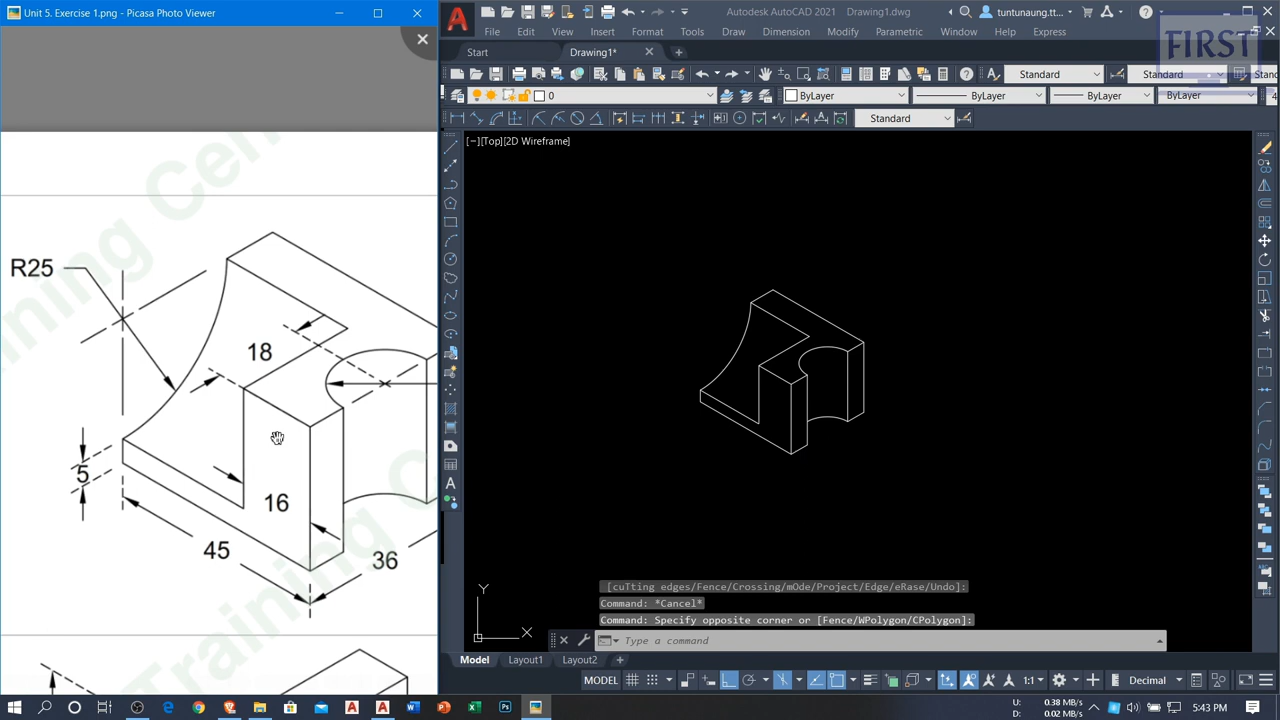 Unit 5. Exercise 1.png - Picasa Photo Viewer
Autodesk AutoCAD 2021 Drawing1.dwg
tuntunaung.tt...
FIRST
File Edit View Insert Format Tools Draw Dimension Modify Parametric Window Help Express
Start Drawing1*
Standard Standard
0 ByLayer ByLayer ByLayer ByLayer
Standard
[−][Top][2D Wireframe]
R25
18
5
16
45
36
Training Center
Y
X
[cuTting edges/Fence/Crossing/mOde/Project/Edge/eRase/Undo]:
Command: *Cancel*
Command: Specify opposite corner or [Fence/WPolygon/CPolygon]:
Type a command
Model Layout1 Layout2
MODEL 1:1 Decimal
U: 0.38 MB/s
D: 0.02 MB/s
5:43 PM